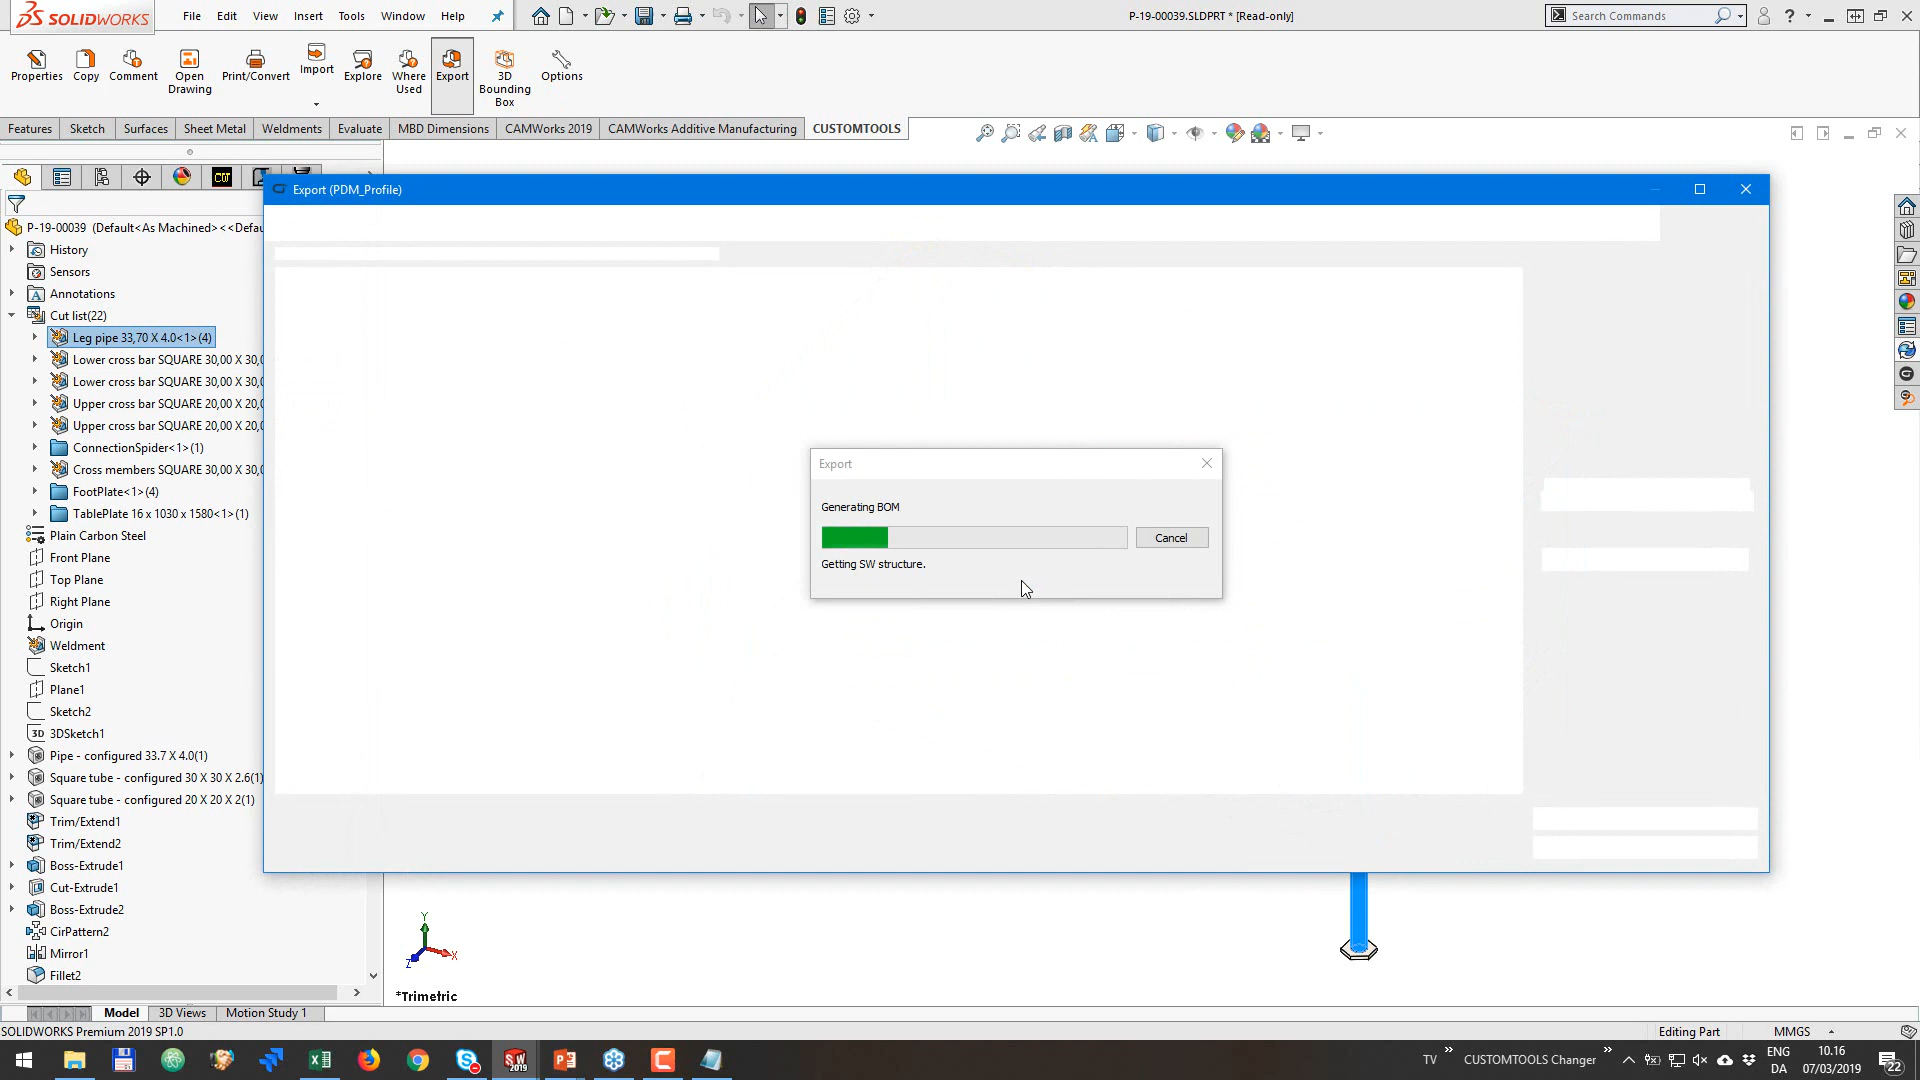 SOLIDWORKS
File Edit View Insert Tools Window Help
P-19-00039.SLDPRT * [Read-only]
Search Commands
Properties Copy Comment Open Drawing Print/Convert Import Explore Where Used Export 3D Bounding Box Options
Features Sketch Surfaces Sheet Metal Weldments Evaluate MBD Dimensions CAMWorks 2019 CAMWorks Additive Manufacturing CUSTOMTOOLS
Export (PDM_Profile)
P-19-00039 (Default<As Machined><<Defau
History
Sensors
Annotations
Cut list(22)
Leg pipe 33,70 X 4.0<1>(4)
Lower cross bar SQUARE 30,00 X 30,0
Lower cross bar SQUARE 30,00 X 30,0
Upper cross bar SQUARE 20,00 X 20,0
Upper cross bar SQUARE 20,00 X 20,0
ConnectionSpider<1>(1)
Cross members SQUARE 30,00 X 30,0
FootPlate<1>(4)
TablePlate 16 x 1030 x 1580<1>(1)
Plain Carbon Steel
Front Plane
Top Plane
Right Plane
Origin
Weldment
Sketch1
Plane1
Sketch2
3DSketch1
Pipe - configured 33.7 X 4.0(1)
Square tube - configured 30 X 30 X 2.6(1)
Square tube - configured 20 X 20 X 2(1)
Trim/Extend1
Trim/Extend2
Boss-Extrude1
Cut-Extrude1
Boss-Extrude2
CirPattern2
Mirror1
Fillet2
Export
Generating BOM
Cancel
Getting SW structure.
Y
X
Z
*Trimetric
Model 3D Views Motion Study 1
SOLIDWORKS Premium 2019 SP1.0
Editing Part MMGS
TV CUSTOMTOOLS Changer
ENG
DA
10.16
07/03/2019
22